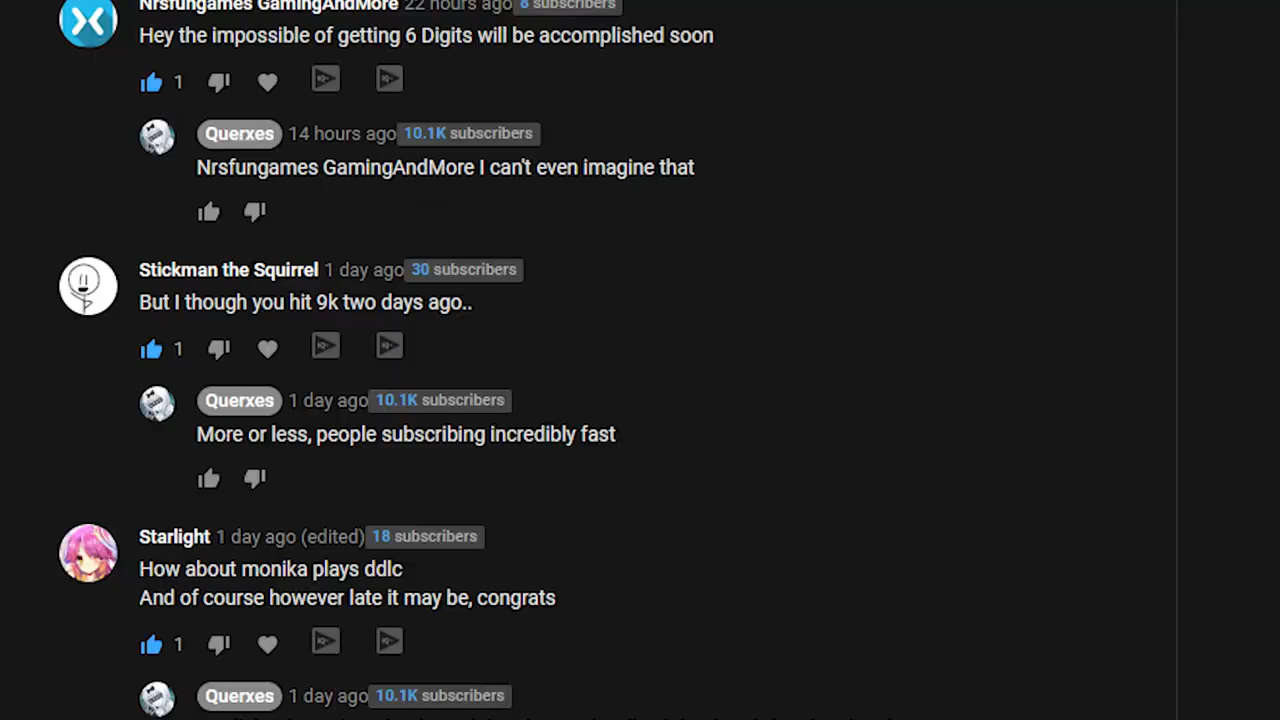 Nrsfungames GamingAndMore 22 hours ago 8 subscribers
Hey the impossible of getting 6 Digits will be accomplished soon
1
Querxes 14 hours ago 10.1K subscribers
Nrsfungames GamingAndMore I can't even imagine that
Stickman the Squirrel 1 day ago 30 subscribers
But I though you hit 9k two days ago..
1
Querxes 1 day ago 10.1K subscribers
More or less, people subscribing incredibly fast
Starlight 1 day ago (edited) 18 subscribers
How about monika plays ddlc
And of course however late it may be, congrats
1
Querxes 1 day ago 10.1K subscribers